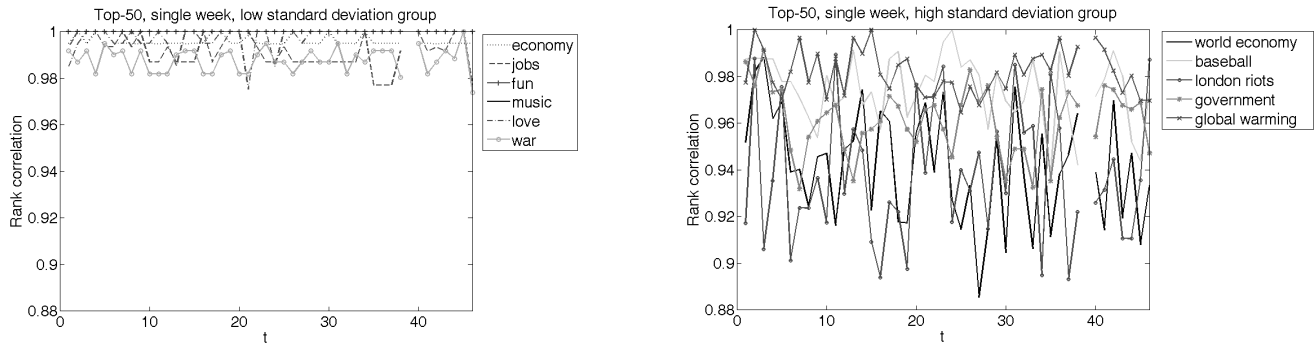 Top-50, single week, low standard deviation group
1
0.98
0.96
0.94
0.92
0.9
0.88
Rank correlation
0
10
20
30
40
t
economy
jobs
fun
music
love
war
Top-50, single week, high standard deviation group
1
0.98
0.96
0.94
0.92
0.9
0.88
Rank correlation
0
10
20
30
40
t
world economy
baseball
london riots
government
global warming